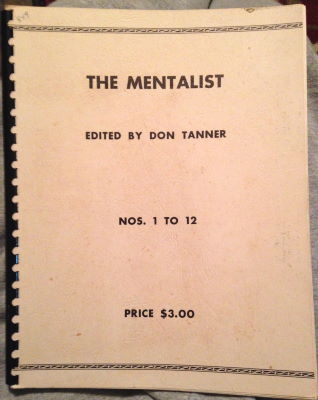 THE MENTALIST
EDITED BY DON TANNER
NOS. 1 TO 12
PRICE $3.00